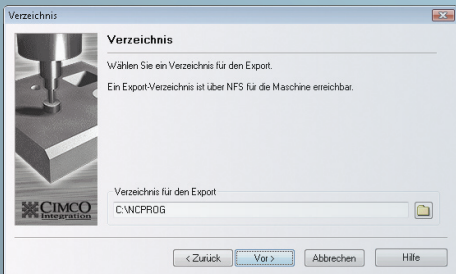 Verzeichnis
Verzeichnis
Wählen Sie ein Verzeichnis für den Export.
Ein Export-Verzeichnis ist über NFS für die Maschine erreichbar.
CIMCO
Integration
Verzeichnis für den Export
C:\NCPROG
< Zurück
Vor >
Abbrechen
Hilfe